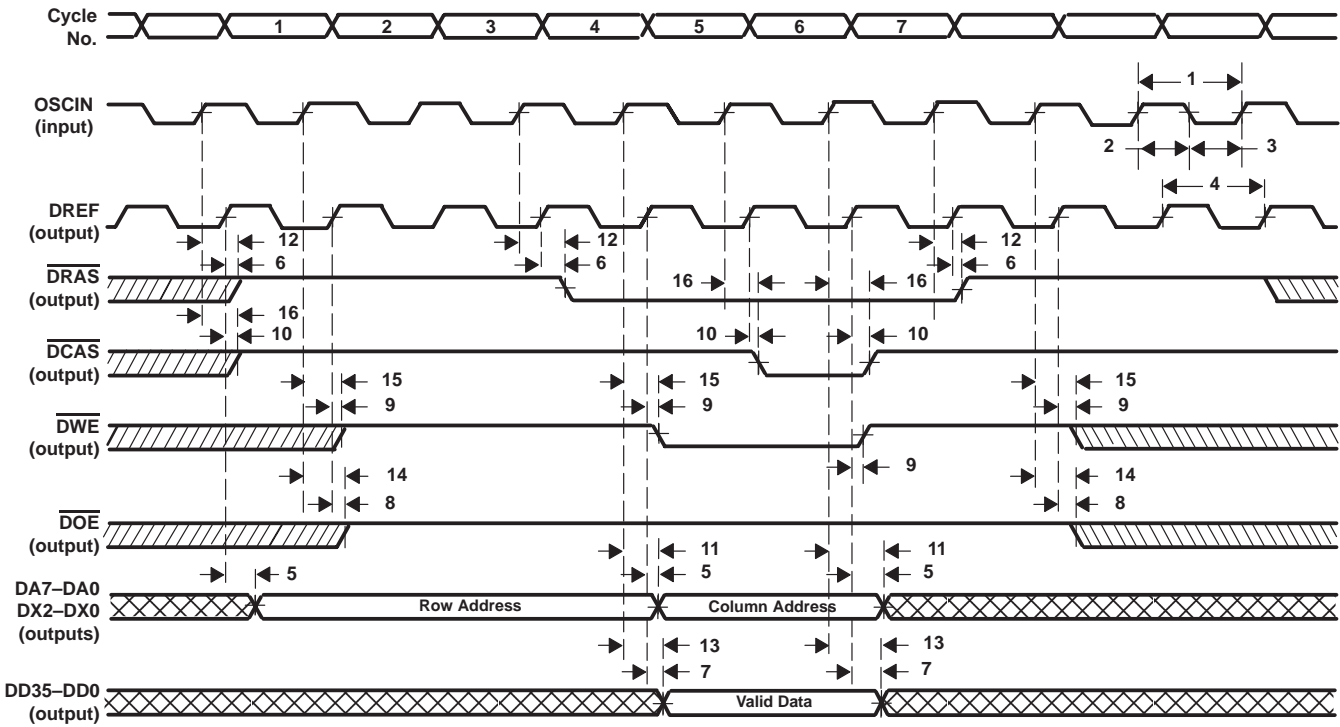 Cycle
No.
1 2 3 4 5 6 7
OSCIN
(input)
1
2 3
DREF
(output)
4
12 12 12
6 6 6
DRAS
(output)
16 16
16
10 10 10
DCAS
(output)
15 15 15
9 9 9
DWE
(output)
9
14 14
8 8
DOE
(output)
11 11
5 5 5
DA7–DA0
DX2–DX0
(outputs)
Row Address Column Address
13 13
7 7
DD35–DD0
(output)
Valid Data